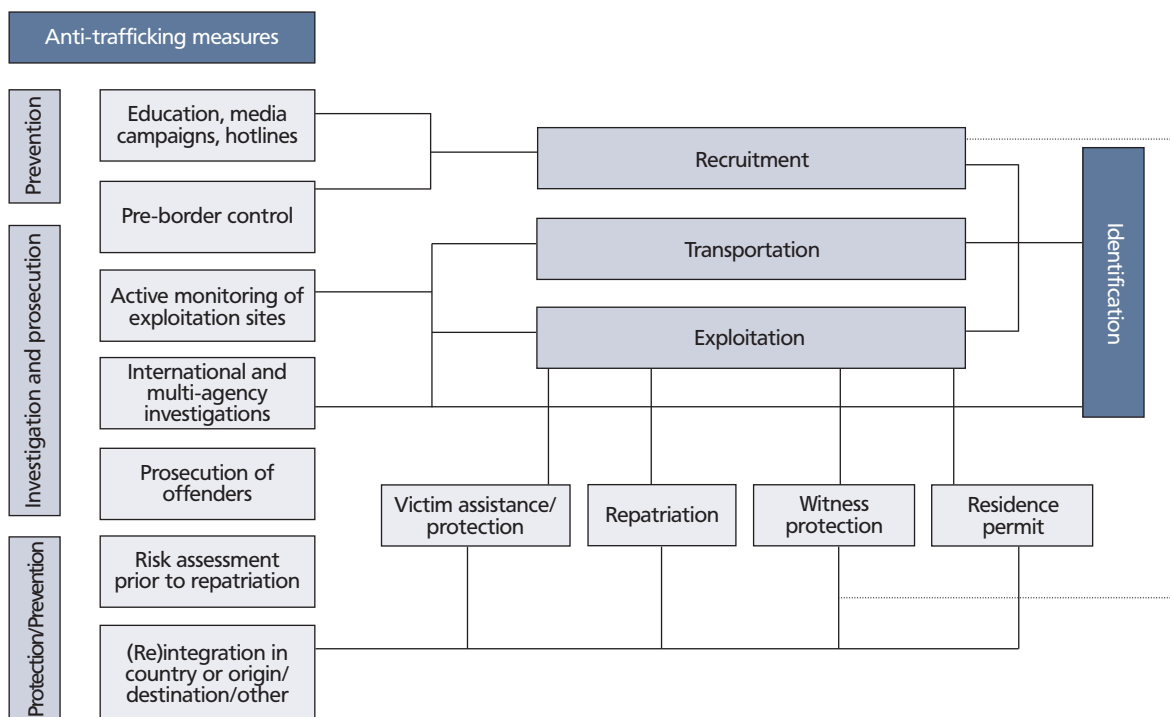 Anti-trafficking measures
Prevention
Education, media
campaigns, hotlines
Pre-border control
Investigation and prosecution
Active monitoring of
exploitation sites
International and
multi-agency
investigations
Prosecution of
offenders
Protection/Prevention
Risk assessment
prior to repatriation
(Re)integration in
country or origin/
destination/other
Recruitment
Transportation
Exploitation
Identification
Victim assistance/
protection
Repatriation
Witness
protection
Residence
permit